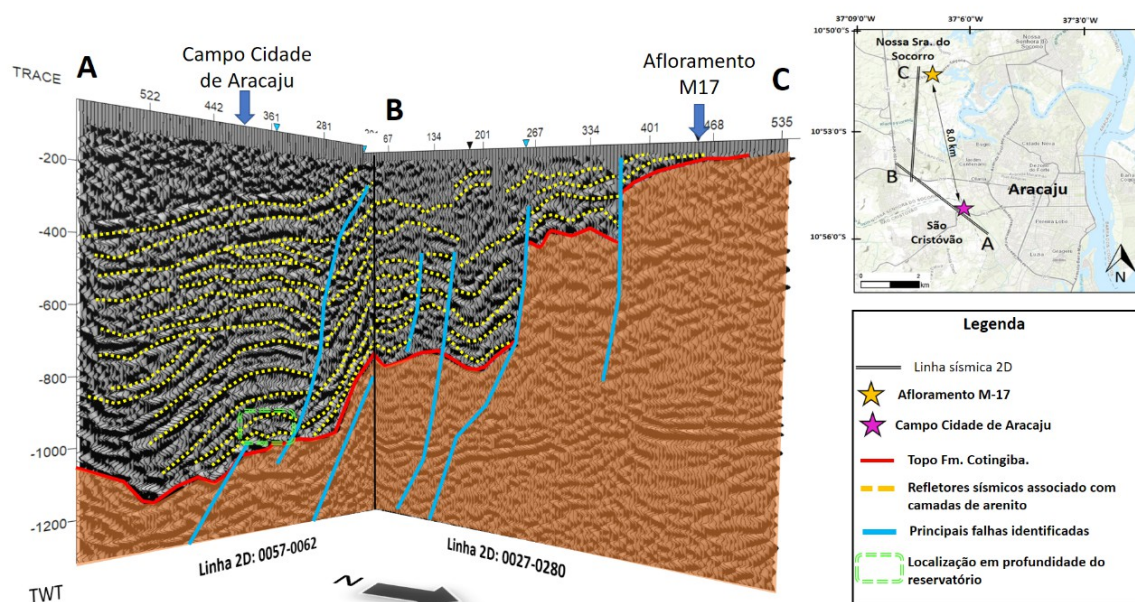 A
Campo Cidade
de Aracaju
B
Afloramento
M17
C
TRACE
522
442
361
281
67
134
201
267
334
401
468
535
-200
-400
-600
-800
-1000
-1200
TWT
Linha 2D: 0057-0062
Linha 2D: 0027-0280
N
37°9'0"O
37°6'0"O
37°3'0"O
10°50'0"S
10°53'0"S
10°56'0"S
Nossa Sra. do
Socorro
C
8.0 km
B
Aracaju
São
Cristóvão
A
N
0
2
km
Legenda
Linha sísmica 2D
Afloramento M-17
Campo Cidade de Aracaju
Topo Fm. Cotingiba.
Refletores sísmicos associado com
camadas de arenito
Principais falhas identificadas
Localização em profundidade do
reservatório